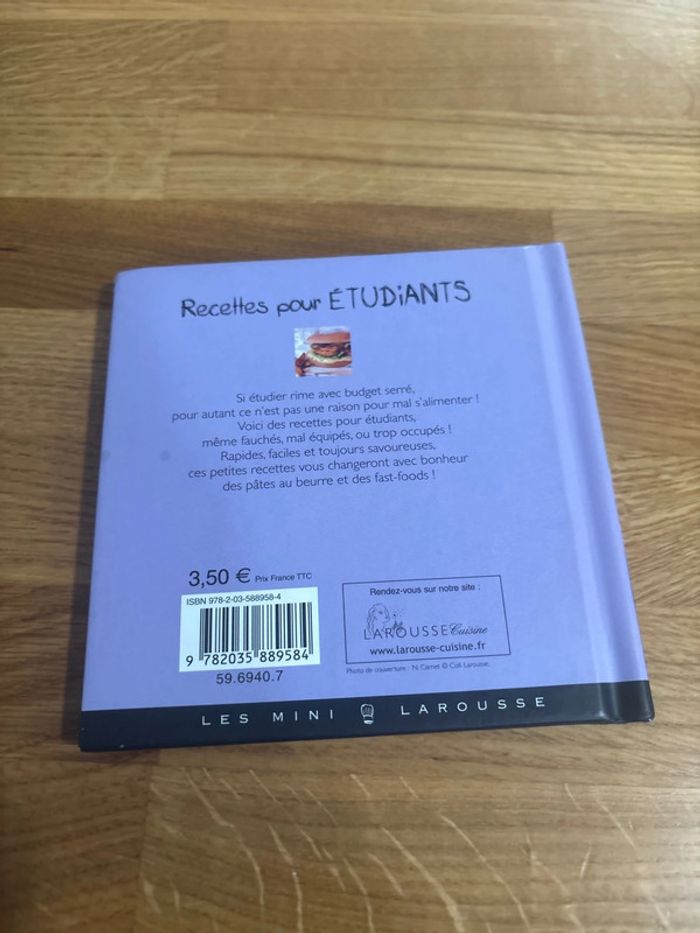 Recettes pour ÉTUDiANTS
Si étudier rime avec budget serré,
pour autant ce n'est pas une raison pour mal s'alimenter !
Voici des recettes pour étudiants,
même fauchés, mal équipés, ou trop occupés !
Rapides, faciles et toujours savoureuses,
ces petites recettes vous changeront avec bonheur
des pâtes au beurre et des fast-foods !
3,50 € Prix France TTC
ISBN 978-2-03-588958-4
9 782035 889584
59.6940.7
Rendez-vous sur notre site :
LAROUSSE Cuisine
www.larousse-cuisine.fr
Photo de couverture : N. Carnet © Coll. Larousse.
LES MINI LAROUSSE